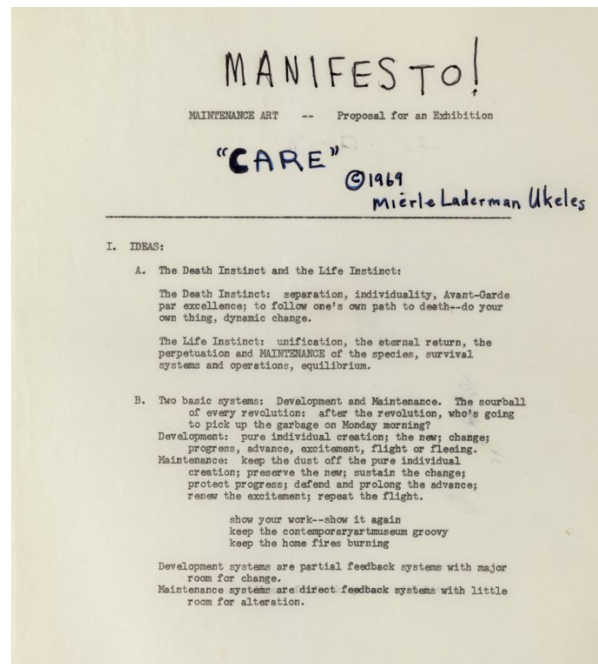 MANIFESTO!
MAINTENANCE ART -- Proposal for an Exhibition
"CARE"
©1969
Mierle Laderman Ukeles
I. IDEAS:
A. The Death Instinct and the Life Instinct:
The Death Instinct: separation, individuality, Avant-Garde
par excellence; to follow one's own path to death--do your
own thing, dynamic change.
The Life Instinct: unification, the eternal return, the
perpetuation and MAINTENANCE of the species, survival
systems and operations, equilibrium.
B. Two basic systems: Development and Maintenance. The sourball
of every revolution: after the revolution, who's going
to pick up the garbage on Monday morning?
Development: pure individual creation; the new; change;
progress, advance, excitement, flight or fleeing.
Maintenance: keep the dust off the pure individual
creation; preserve the new; sustain the change;
protect progress; defend and prolong the advance;
renew the excitement; repeat the flight.
show your work--show it again
keep the contemporaryartmuseum groovy
keep the home fires burning
Development systems are partial feedback systems with major
room for change.
Maintenance systems are direct feedback systems with little
room for alteration.